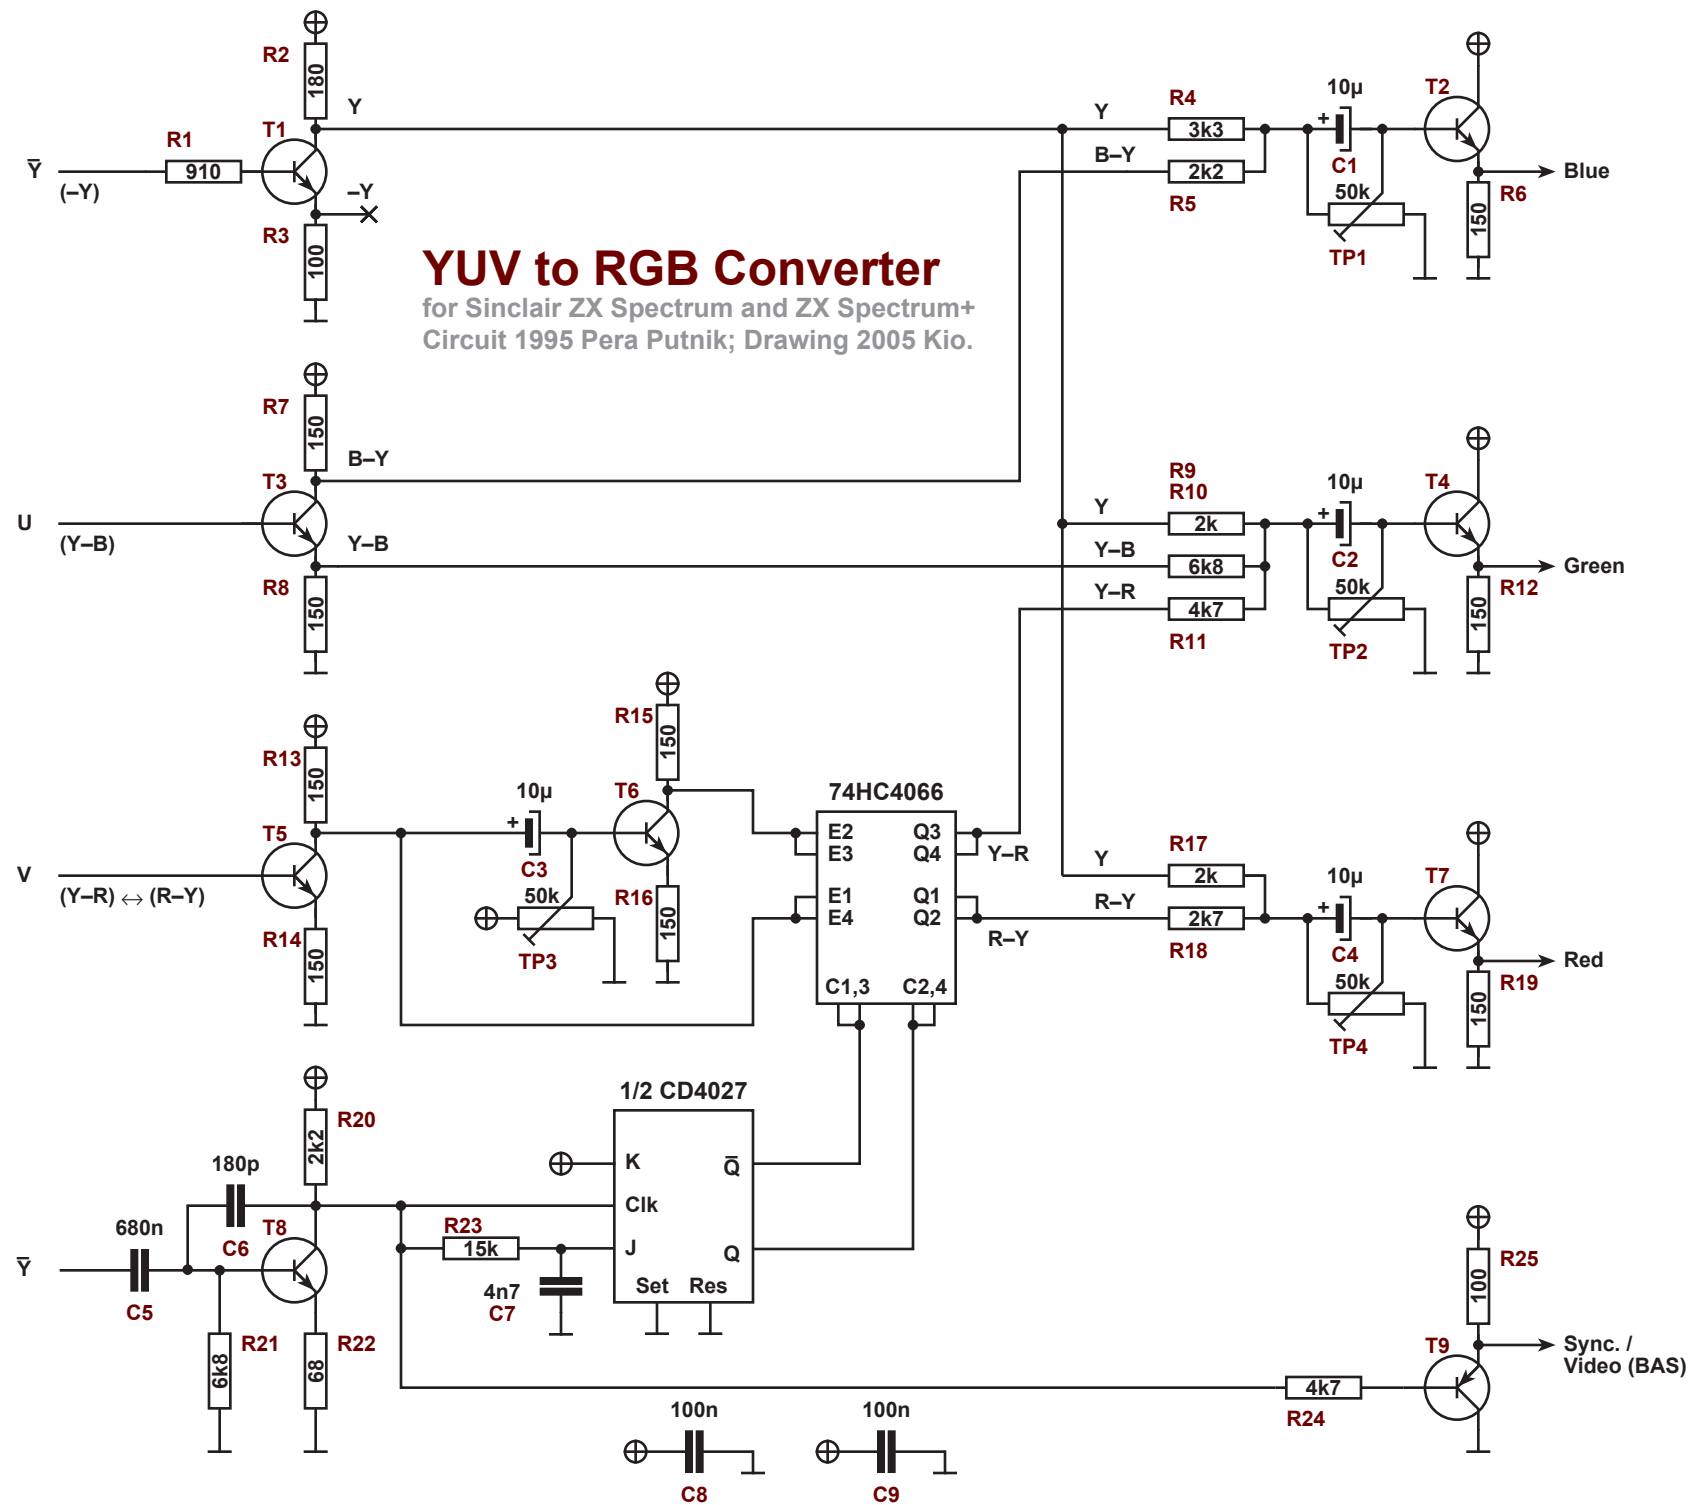 YUV to RGB Converter
for Sinclair ZX Spectrum and ZX Spectrum+
Circuit 1995 Pera Putnik; Drawing 2005 Kio.
R2
180
Y
T1
R1
910
Y̅
(–Y)
–Y
R3
100
Y
R4
3k3
B–Y
2k2
R5
10µ
+
C1
50k
TP1
T2
Blue
R6
150
R7
150
B–Y
T3
U
(Y–B)
Y–B
R8
150
R9
R10
Y
2k
Y–B
6k8
Y–R
4k7
R11
10µ
+
C2
50k
TP2
T4
Green
R12
150
R13
150
T5
V
(Y–R) ↔ (R–Y)
R14
150
10µ
+
C3
50k
TP3
R15
150
T6
R16
150
74HC4066
E2
E3
E1
E4
Q3
Q4
Q1
Q2
C1,3
C2,4
Y–R
R–Y
R17
Y
2k
R–Y
2k7
R18
10µ
+
C4
50k
TP4
T7
Red
R19
150
1/2 CD4027
K
Q̅
Clk
J
Q
Set
Res
R20
2k2
180p
C6
680n
C5
Y̅
T8
R21
6k8
R22
68
R23
15k
4n7
C7
R25
100
T9
Sync. /
Video (BAS)
4k7
R24
100n
C8
100n
C9